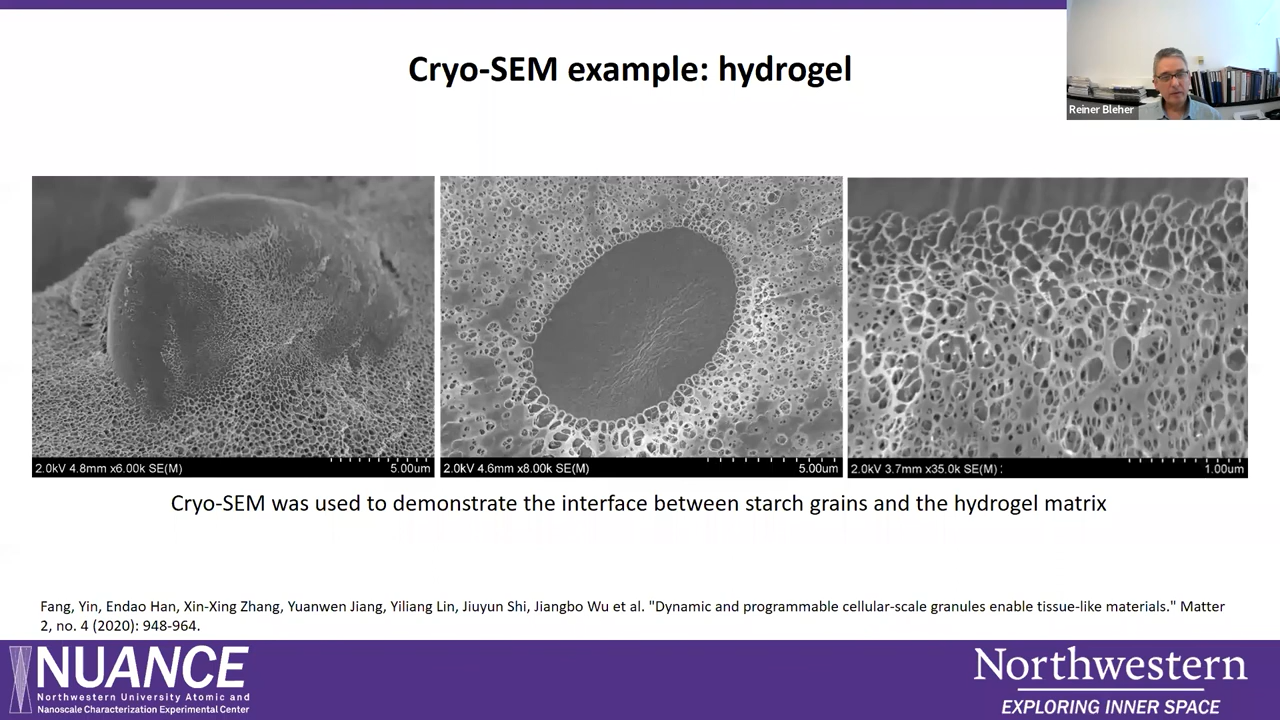 Cryo-SEM example: hydrogel
Reiner Bleher
2.0kV 4.8mm x6.00k SE(M)
5.00um
2.0kV 4.6mm x8.00k SE(M)
5.00um
2.0kV 3.7mm x35.0k SE(M)
1.00um
Cryo-SEM was used to demonstrate the interface between starch grains and the hydrogel matrix
Fang, Yin, Endao Han, Xin-Xing Zhang, Yuanwen Jiang, Yiliang Lin, Jiuyun Shi, Jiangbo Wu et al. "Dynamic and programmable cellular-scale granules enable tissue-like materials." Matter
2, no. 4 (2020): 948-964.
NUANCE
Northwestern University Atomic and
Nanoscale Characterization Experimental Center
Northwestern
EXPLORING INNER SPACE